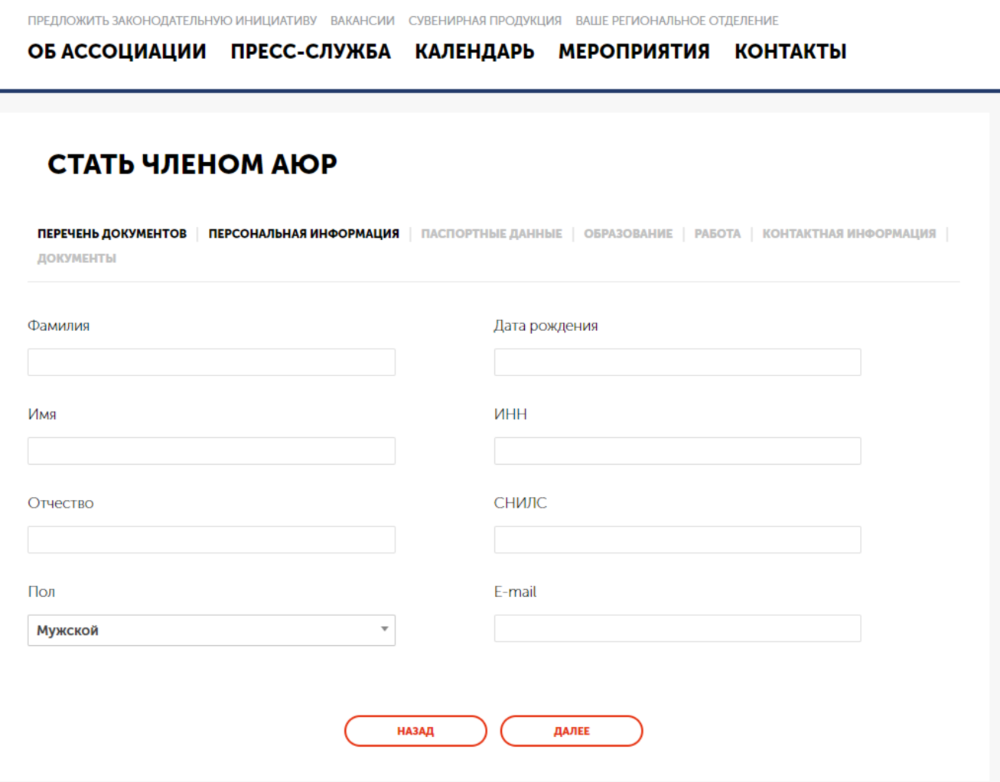 ПРЕДЛОЖИТЬ ЗАКОНОДАТЕЛЬНУЮ ИНИЦИАТИВУ ВАКАНСИИ СУВЕНИРНАЯ ПРОДУКЦИЯ ВАШЕ РЕГИОНАЛЬНОЕ ОТДЕЛЕНИЕ
ОБ АССОЦИАЦИИ ПРЕСС-СЛУЖБА КАЛЕНДАРЬ МЕРОПРИЯТИЯ КОНТАКТЫ
СТАТЬ ЧЛЕНОМ АЮР
ПЕРЕЧЕНЬ ДОКУМЕНТОВ | ПЕРСОНАЛЬНАЯ ИНФОРМАЦИЯ | ПАСПОРТНЫЕ ДАННЫЕ | ОБРАЗОВАНИЕ | РАБОТА | КОНТАКТНАЯ ИНФОРМАЦИЯ |
ДОКУМЕНТЫ
Фамилия Дата рождения
Имя ИНН
Отчество СНИЛС
Пол E-mail
Мужской
НАЗАД ДАЛЕЕ